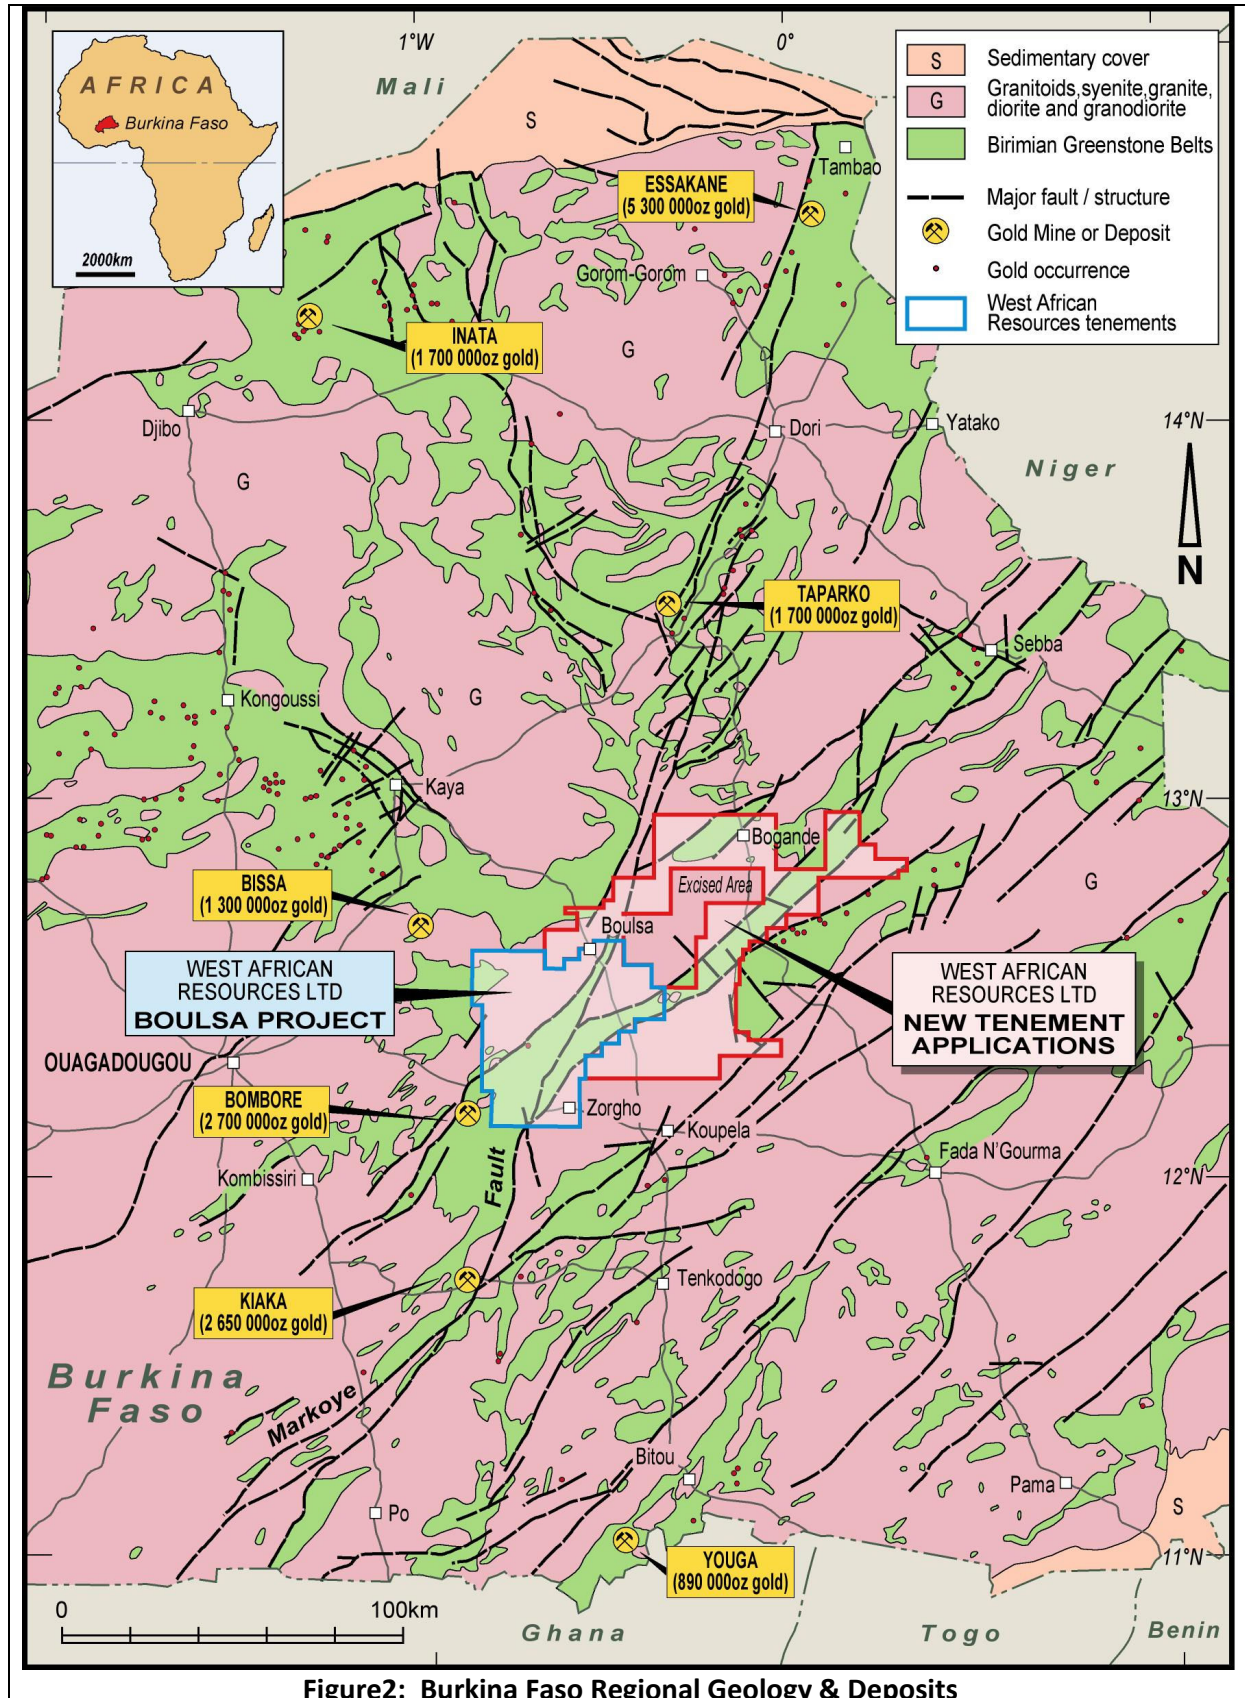 1°W
0°
Mali
AFRICA
Burkina Faso
2000km
S
Sedimentary cover
G
Granitoids,syenite,granite,
diorite and granodiorite
Birimian Greenstone Belts
Major fault / structure
Gold Mine or Deposit
Gold occurrence
West African
Resources tenements
S
Tambao
ESSAKANE
(5 300 000oz gold)
Gorom-Gorom
INATA
(1 700 000oz gold)
G
Djibo
Dori
Yatako
14°N
Niger
G
N
TAPARKO
(1 700 000oz gold)
Sebba
Kongoussi
G
Kaya
13°N
Bogande
BISSA
(1 300 000oz gold)
Excised Area
G
Boulsa
WEST AFRICAN
RESOURCES LTD
BOULSA PROJECT
WEST AFRICAN
RESOURCES LTD
NEW TENEMENT
APPLICATIONS
OUAGADOUGOU
BOMBORE
(2 700 000oz gold)
Zorgho
Koupela
Fada N'Gourma
Kombissiri
Fault
12°N
KIAKA
(2 650 000oz gold)
Tenkodogo
Burkina
Faso
Markoye
Bitou
Pama
S
Po
YOUGA
(890 000oz gold)
11°N
0
100km
Ghana
Togo
Benin
Figure2: Burkina Faso Regional Geology & Deposits